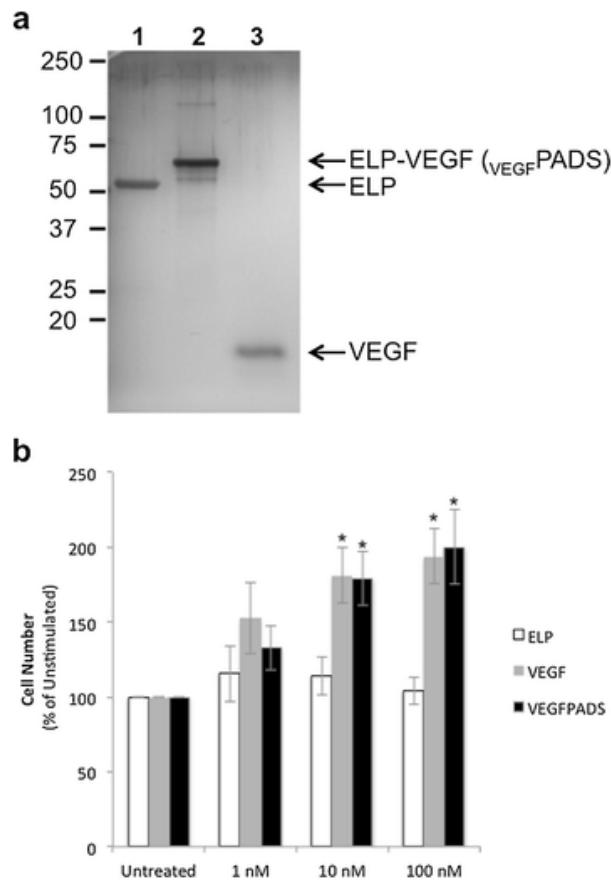 a
1 2 3
250
100
75
50
37
25
20
ELP-VEGF (VEGFPADS)
ELP
VEGF
b
250
200
150
100
50
0
Cell Number
(% of Unstimulated)
* * * *
Untreated 1 nM 10 nM 100 nM
ELP
VEGF
VEGFPADS